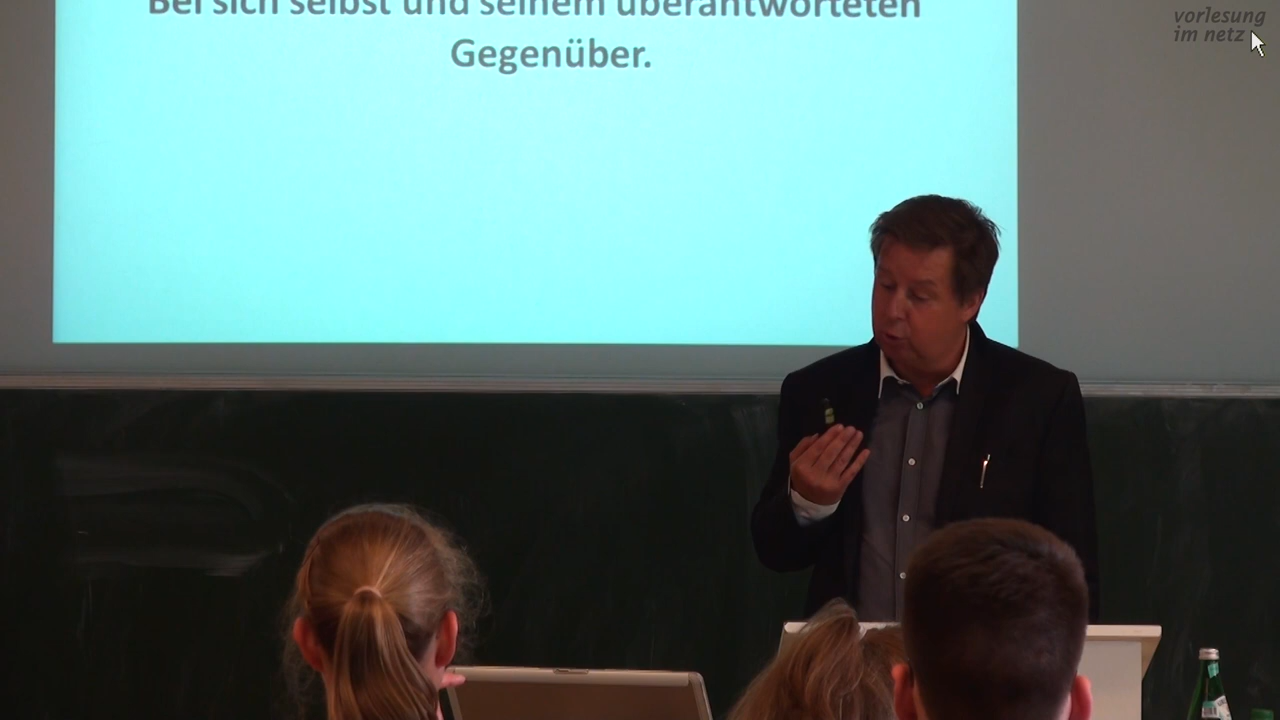 vorlesung
im netz
Bei sich selbst und seinem überantworteten
Gegenüber.